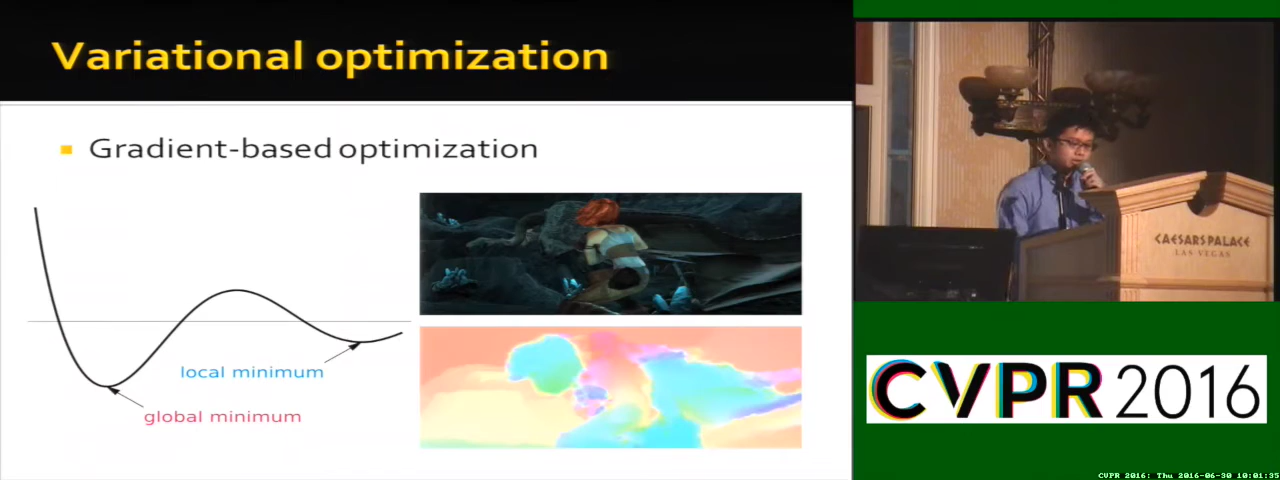 Variational optimization
Gradient-based optimization
local minimum
global minimum
CAESARS PALACE
LAS VEGAS
CVPR 2016
CVPR 2016: Thu 2016-06-30 10:01:35